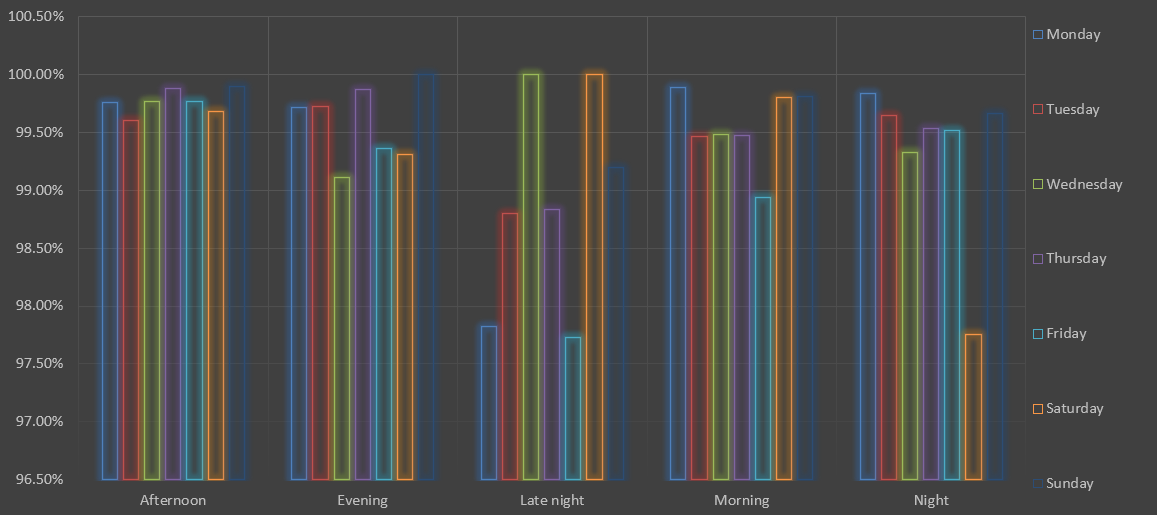 100.50%
100.00%
99.50%
99.00%
98.50%
98.00%
97.50%
97.00%
96.50%
Afternoon Evening Late night Morning Night
Monday
Tuesday
Wednesday
Thursday
Friday
Saturday
Sunday